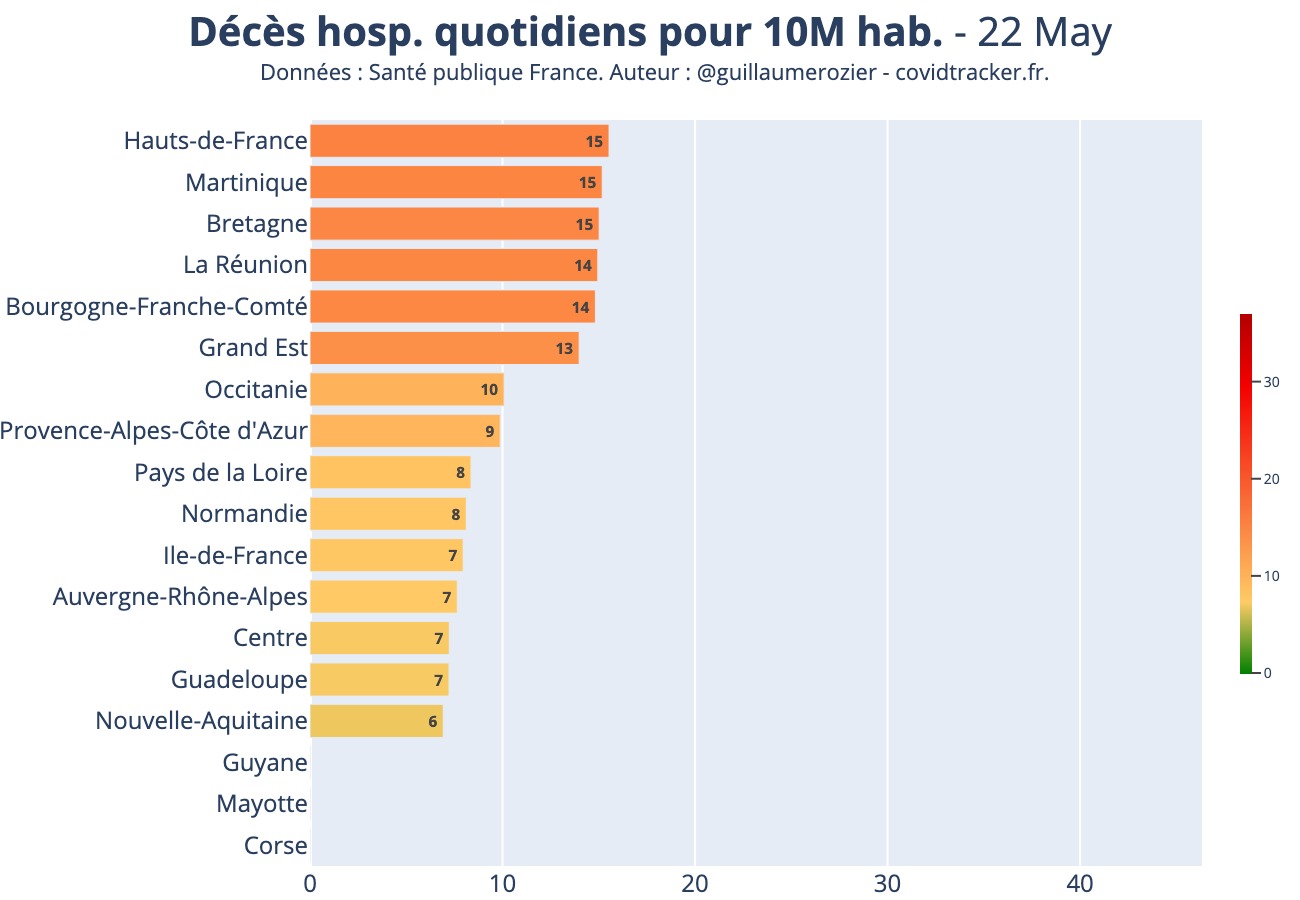 Décès hosp. quotidiens pour 10M hab. - 22 May
Données : Santé publique France. Auteur : @guillaumerozier - covidtracker.fr.
Hauts-de-France 15
Martinique 15
Bretagne 15
La Réunion 14
Bourgogne-Franche-Comté 14
Grand Est 13
Occitanie 10
Provence-Alpes-Côte d'Azur 9
Pays de la Loire 8
Normandie 8
Ile-de-France 7
Auvergne-Rhône-Alpes 7
Centre 7
Guadeloupe 7
Nouvelle-Aquitaine 6
Guyane
Mayotte
Corse
0 10 20 30 40
30
20
10
0